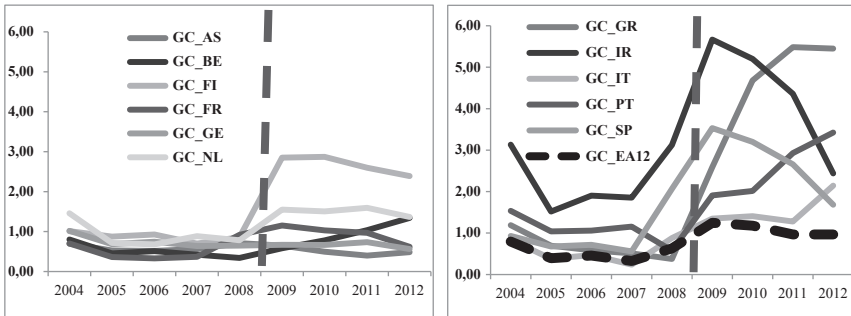 6,00
5,00
4,00
3,00
2,00
1,00
0,00
GC_AS
GC_BE
GC_FI
GC_FR
GC_GE
GC_NL
2004 2005 2006 2007 2008 2009 2010 2011 2012
6,00
5,00
4,00
3,00
2,00
1,00
0,00
GC_GR
GC_IR
GC_IT
GC_PT
GC_SP
GC_EA12
2004 2005 2006 2007 2008 2009 2010 2011 2012